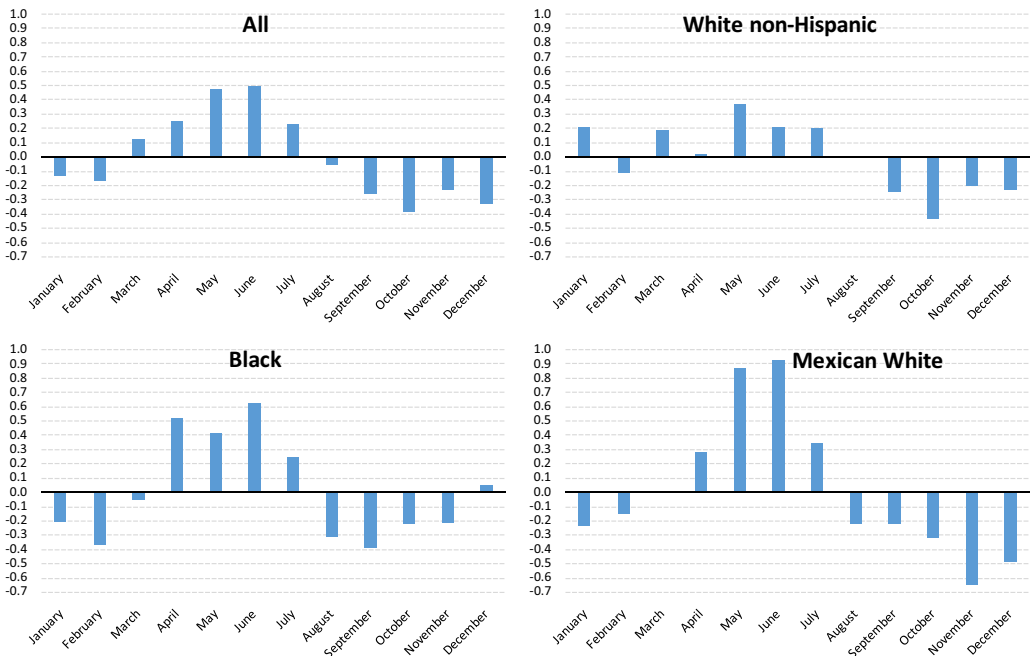 All
1.0
0.9
0.8
0.7
0.6
0.5
0.4
0.3
0.2
0.1
0.0
-0.1
-0.2
-0.3
-0.4
-0.5
-0.6
-0.7
January
February
March
April
May
June
July
August
September
October
November
December
White non-Hispanic
1.0
0.9
0.8
0.7
0.6
0.5
0.4
0.3
0.2
0.1
0.0
-0.1
-0.2
-0.3
-0.4
-0.5
-0.6
-0.7
January
February
March
April
May
June
July
August
September
October
November
December
Black
1.0
0.9
0.8
0.7
0.6
0.5
0.4
0.3
0.2
0.1
0.0
-0.1
-0.2
-0.3
-0.4
-0.5
-0.6
-0.7
January
February
March
April
May
June
July
August
September
October
November
December
Mexican White
1.0
0.9
0.8
0.7
0.6
0.5
0.4
0.3
0.2
0.1
0.0
-0.1
-0.2
-0.3
-0.4
-0.5
-0.6
-0.7
January
February
March
April
May
June
July
August
September
October
November
December